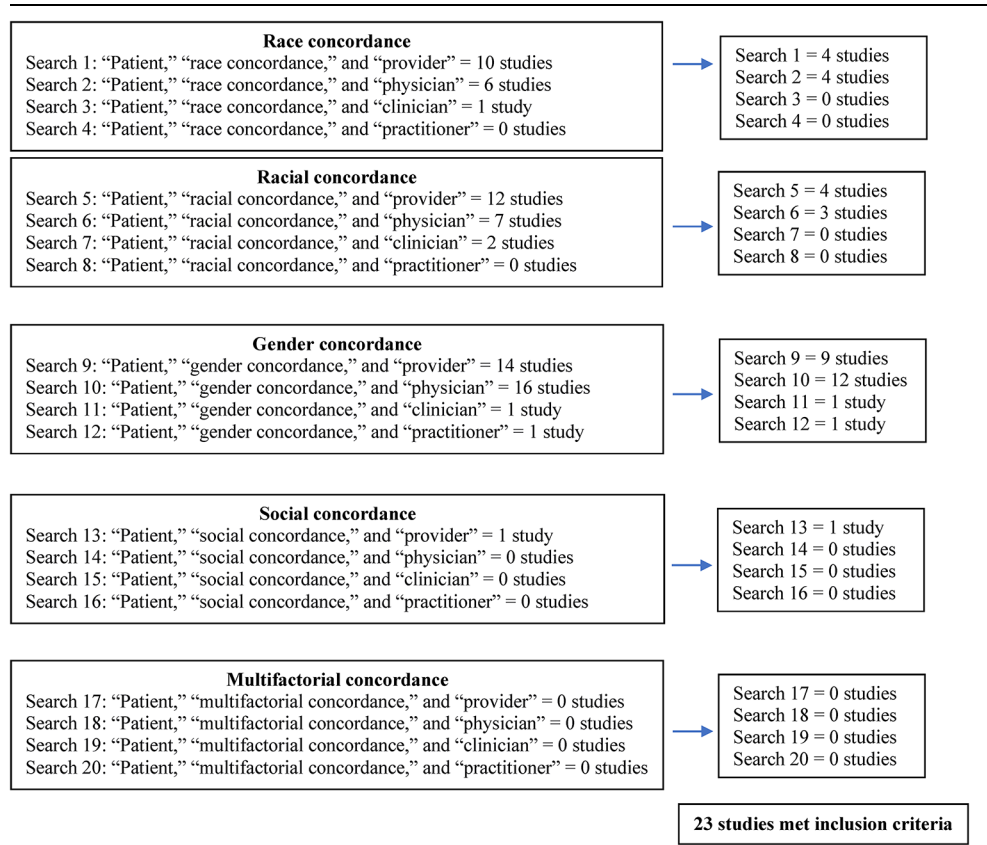 Race concordance
Search 1: “Patient,” “race concordance,” and “provider” = 10 studies
Search 2: “Patient,” “race concordance,” and “physician” = 6 studies
Search 3: “Patient,” “race concordance,” and “clinician” = 1 study
Search 4: “Patient,” “race concordance,” and “practitioner” = 0 studies
Search 1 = 4 studies
Search 2 = 4 studies
Search 3 = 0 studies
Search 4 = 0 studies
Racial concordance
Search 5: “Patient,” “racial concordance,” and “provider” = 12 studies
Search 6: “Patient,” “racial concordance,” and “physician” = 7 studies
Search 7: “Patient,” “racial concordance,” and “clinician” = 2 studies
Search 8: “Patient,” “racial concordance,” and “practitioner” = 0 studies
Search 5 = 4 studies
Search 6 = 3 studies
Search 7 = 0 studies
Search 8 = 0 studies
Gender concordance
Search 9: “Patient,” “gender concordance,” and “provider” = 14 studies
Search 10: “Patient,” “gender concordance,” and “physician” = 16 studies
Search 11: “Patient,” “gender concordance,” and “clinician” = 1 study
Search 12: “Patient,” “gender concordance,” and “practitioner” = 1 study
Search 9 = 9 studies
Search 10 = 12 studies
Search 11 = 1 study
Search 12 = 1 study
Social concordance
Search 13: “Patient,” “social concordance,” and “provider” = 1 study
Search 14: “Patient,” “social concordance,” and “physician” = 0 studies
Search 15: “Patient,” “social concordance,” and “clinician” = 0 studies
Search 16: “Patient,” “social concordance,” and “practitioner” = 0 studies
Search 13 = 1 study
Search 14 = 0 studies
Search 15 = 0 studies
Search 16 = 0 studies
Multifactorial concordance
Search 17: “Patient,” “multifactorial concordance,” and “provider” = 0 studies
Search 18: “Patient,” “multifactorial concordance,” and “physician” = 0 studies
Search 19: “Patient,” “multifactorial concordance,” and “clinician” = 0 studies
Search 20: “Patient,” “multifactorial concordance,” and “practitioner” = 0 studies
Search 17 = 0 studies
Search 18 = 0 studies
Search 19 = 0 studies
Search 20 = 0 studies
23 studies met inclusion criteria